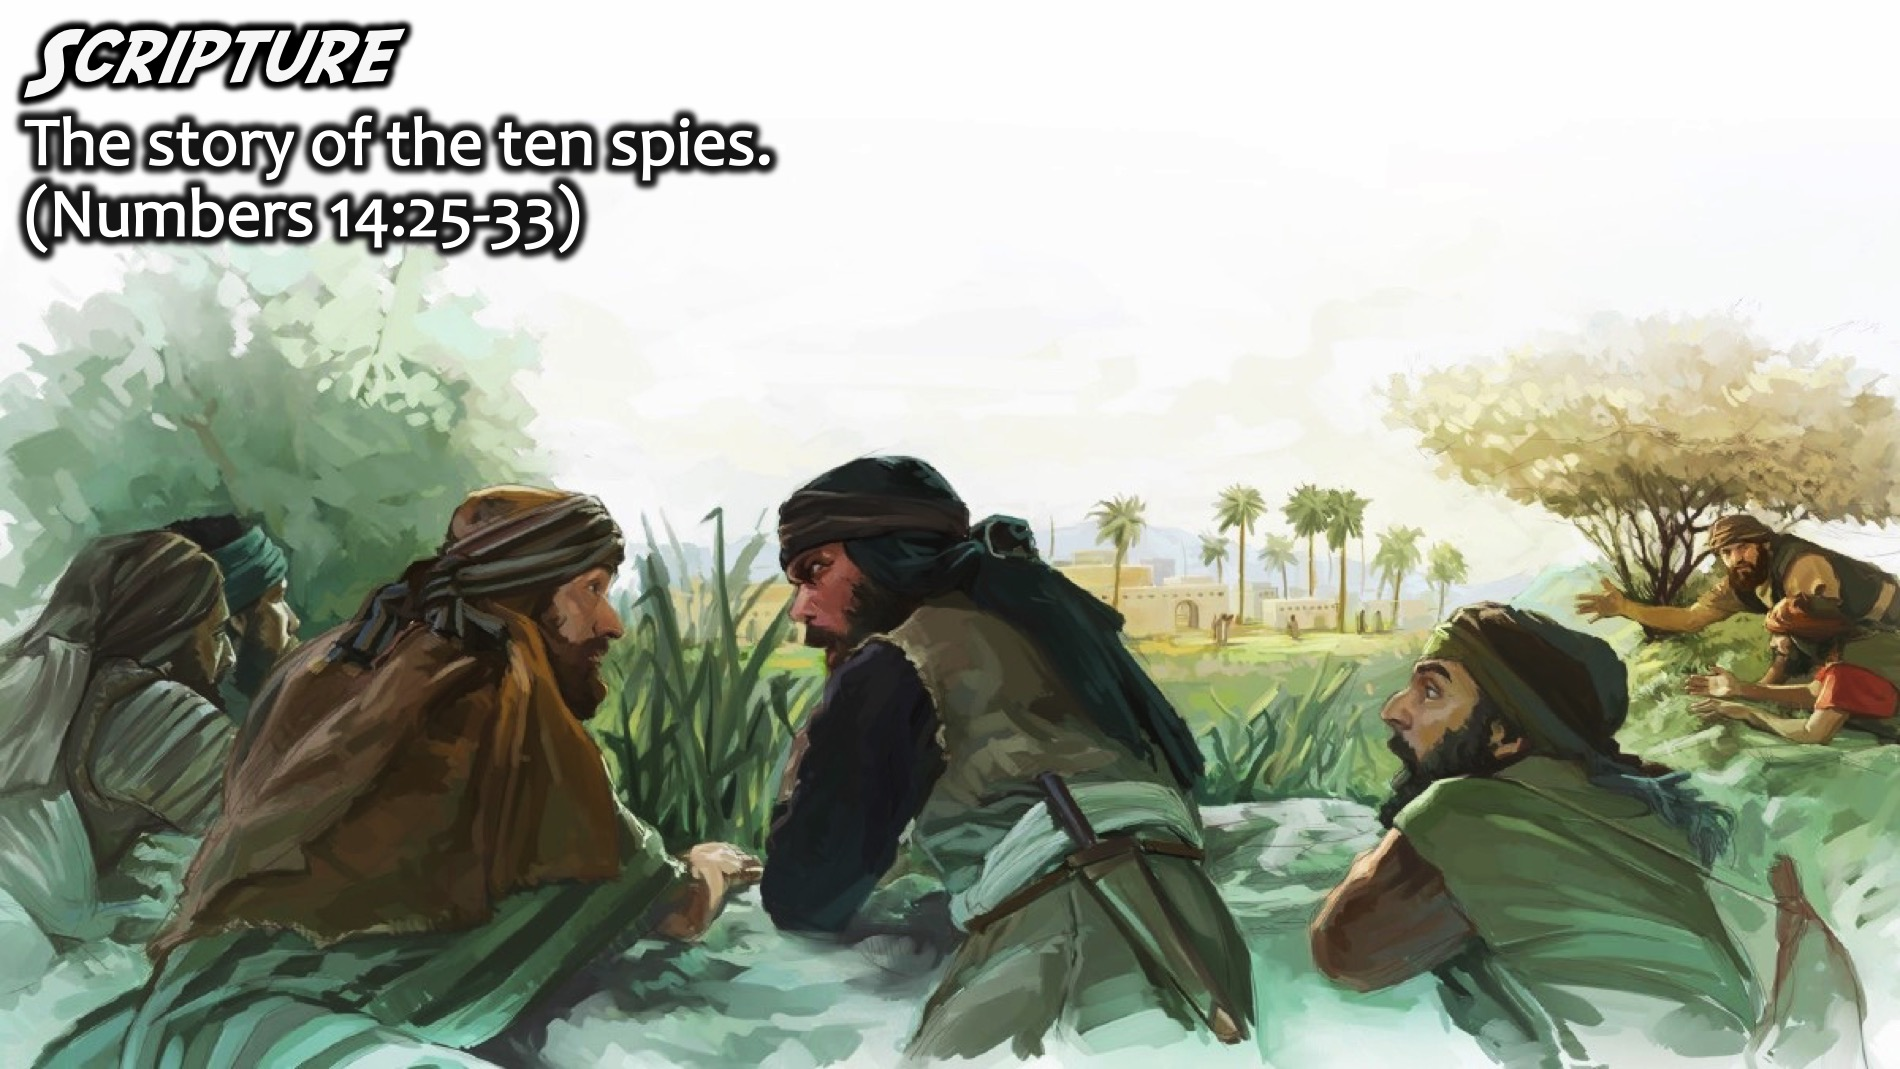 SCRIPTURE
The story of the ten spies.
(Numbers 14:25-33)